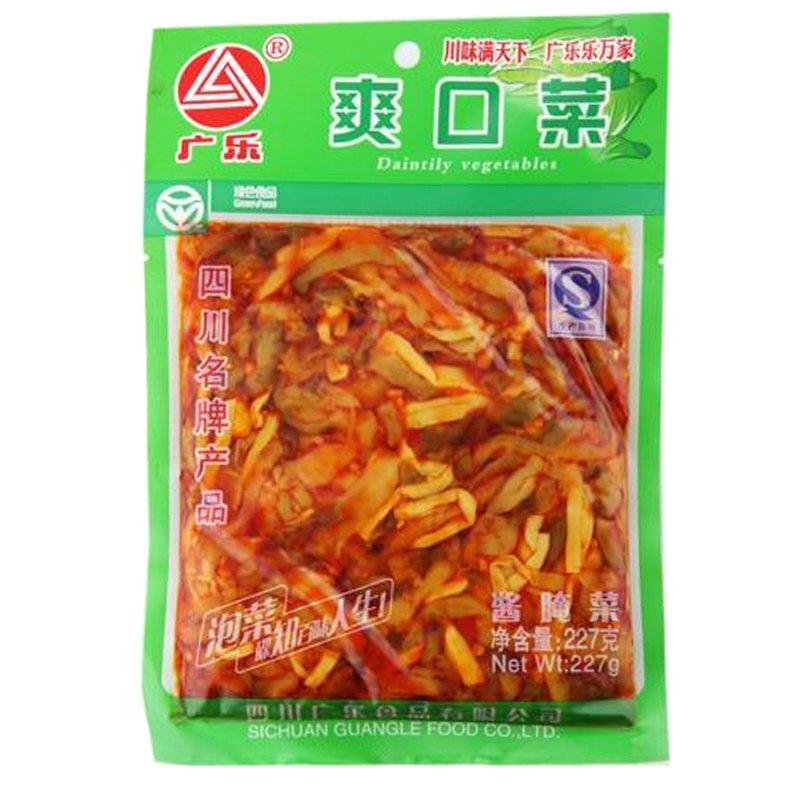 广乐
®
川味满天下 广乐乐万家
爽口菜
Daintily vegetables
绿色食品
GreenFood
四川名牌产品
S
泡菜
百味人生!
酱腌菜
净含量:227克
Net Wt:227g
四川广乐食品有限公司
SICHUAN GUANGLE FOOD CO.,LTD.